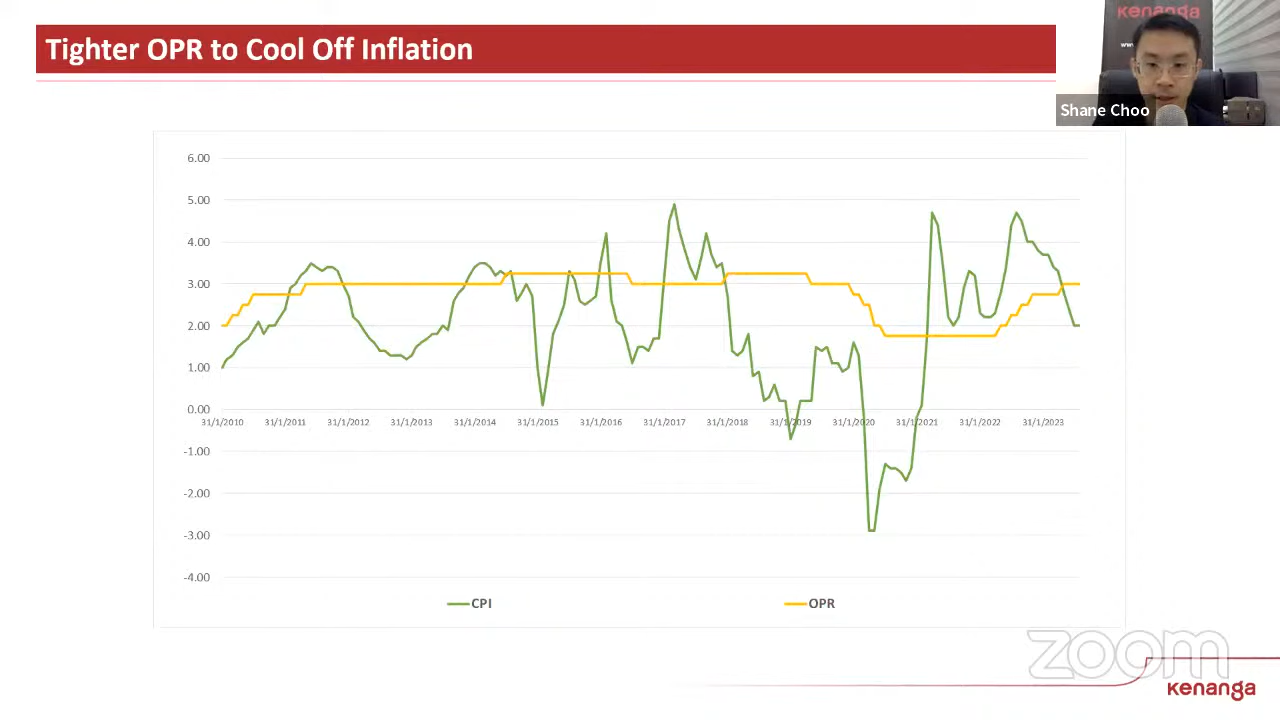 Tighter OPR to Cool Off Inflation
kenanga
www.
Shane Choo
6.00
5.00
4.00
3.00
2.00
1.00
0.00
31/1/2010 31/1/2011 31/1/2012 31/1/2013 31/1/2014 31/1/2015 31/1/2016 31/1/2017 31/1/2018 31/1/2019 31/1/2020 31/1/2021 31/1/2022 31/1/2023
-1.00
-2.00
-3.00
-4.00
CPI OPR
zoom
kenanga